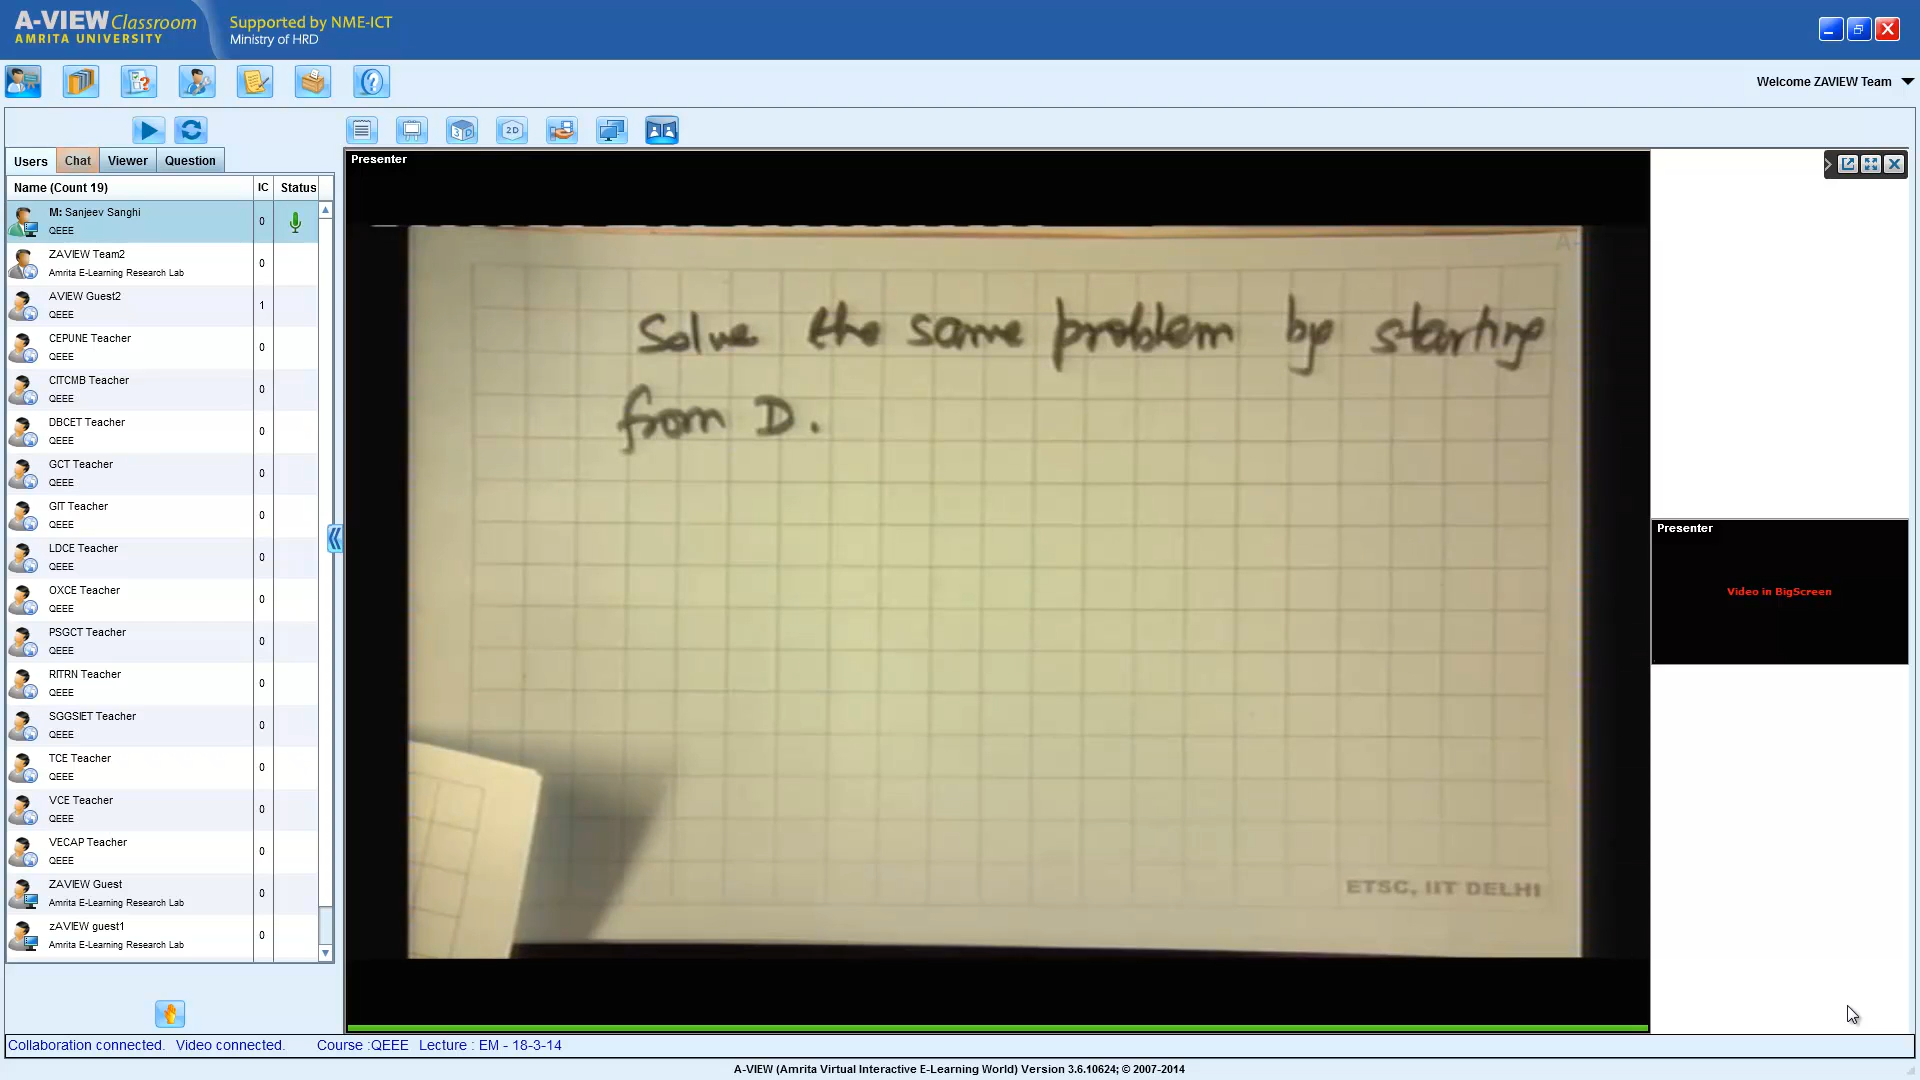 A-VIEW Classroom
AMRITA UNIVERSITY
Supported by NME-ICT
Ministry of HRD
Welcome ZAVIEW Team
3D
2D
Users Chat Viewer Question
Name (Count 19) IC Status
M: Sanjeev Sanghi
QEEE
0
ZAVIEW Team2
Amrita E-Learning Research Lab
0
AVIEW Guest2
QEEE
1
CEPUNE Teacher
QEEE
0
CITCMB Teacher
QEEE
0
DBCET Teacher
QEEE
0
GCT Teacher
QEEE
0
GIT Teacher
QEEE
0
LDCE Teacher
QEEE
0
OXCE Teacher
QEEE
0
PSGCT Teacher
QEEE
0
RITRN Teacher
QEEE
0
SGGSIET Teacher
QEEE
0
TCE Teacher
QEEE
0
VCE Teacher
QEEE
0
VECAP Teacher
QEEE
0
ZAVIEW Guest
Amrita E-Learning Research Lab
0
zAVIEW guest1
Amrita E-Learning Research Lab
0
Presenter
Solve the same problem by starting
from D.
ETSC, IIT DELHI
Presenter
Video in BigScreen
Collaboration connected. Video connected. Course :QEEE Lecture : EM - 18-3-14
A-VIEW (Amrita Virtual Interactive E-Learning World) Version 3.6.10624; © 2007-2014